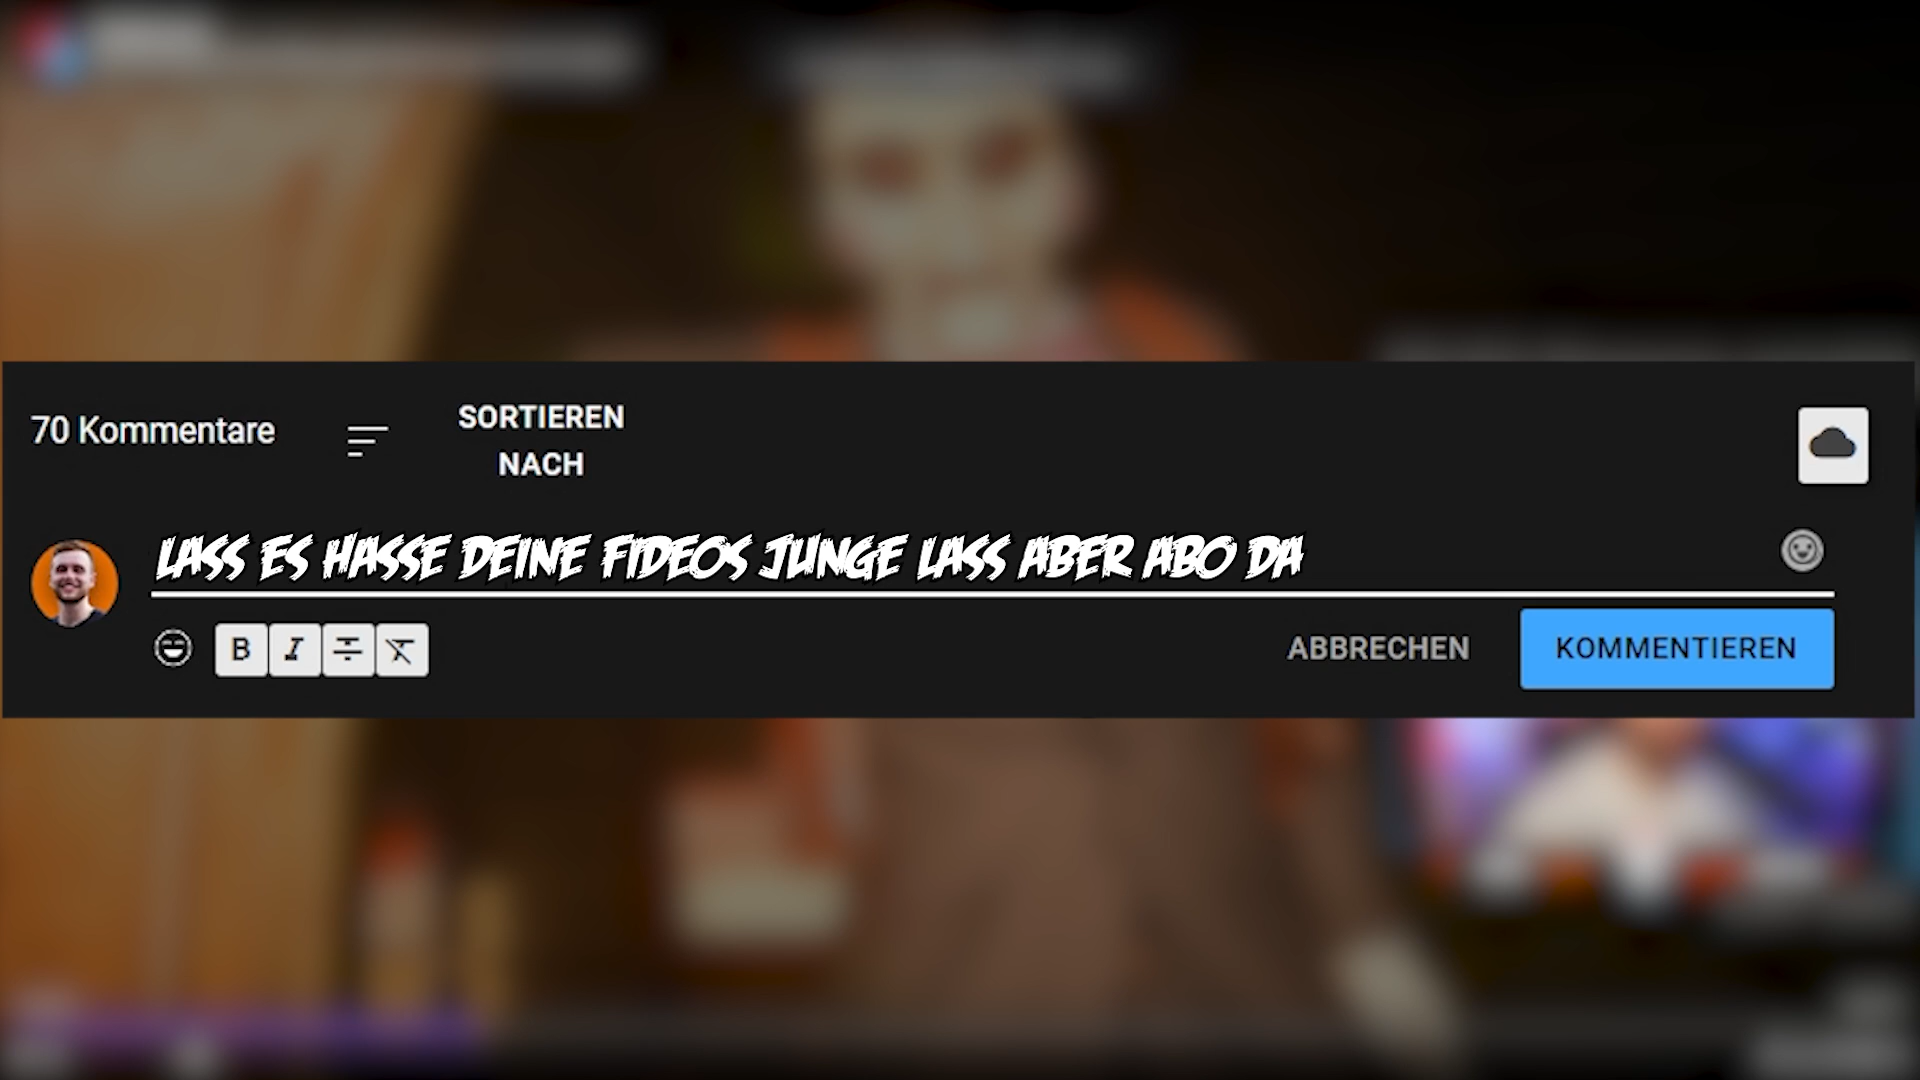 70 Kommentare
SORTIEREN
NACH
LASS ES HASSE DEINE FIDEOS JUNGE LASS ABER ABO DA
B I
ABBRECHEN
KOMMENTIEREN